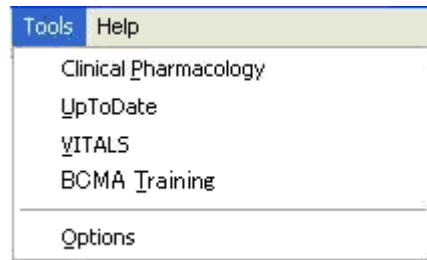 Tools Help
Clinical Pharmacology
UpToDate
VITALS
BCMA Training
Options